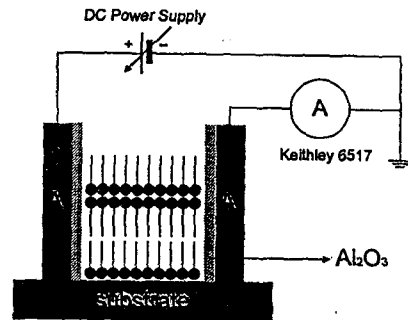 DC Power Supply
+ −
A
Keithley 6517
Al₂O₃
substrate